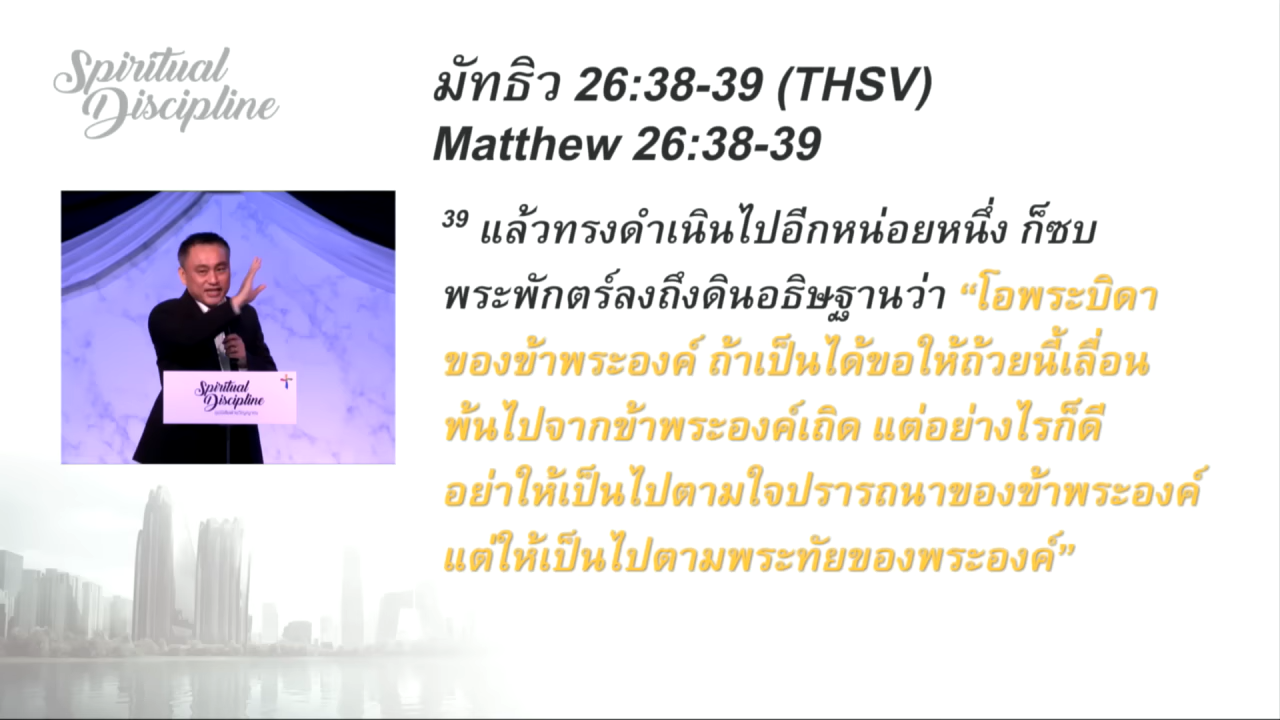 Spiritual
Discipline
มัทธิว 26:38-39 (THSV)
Matthew 26:38-39
39 แล้วทรงดำเนินไปอีกหน่อยหนึ่ง ก็ซบ
พระพักตร์ลงถึงดินอธิษฐานว่า “โอพระบิดา
ของข้าพระองค์ ถ้าเป็นได้ขอให้ถ้วยนี้เลื่อน
พ้นไปจากข้าพระองค์เถิด แต่อย่างไรก็ดี
อย่าให้เป็นไปตามใจปรารถนาของข้าพระองค์
แต่ให้เป็นไปตามพระทัยของพระองค์”
Spiritual
Discipline